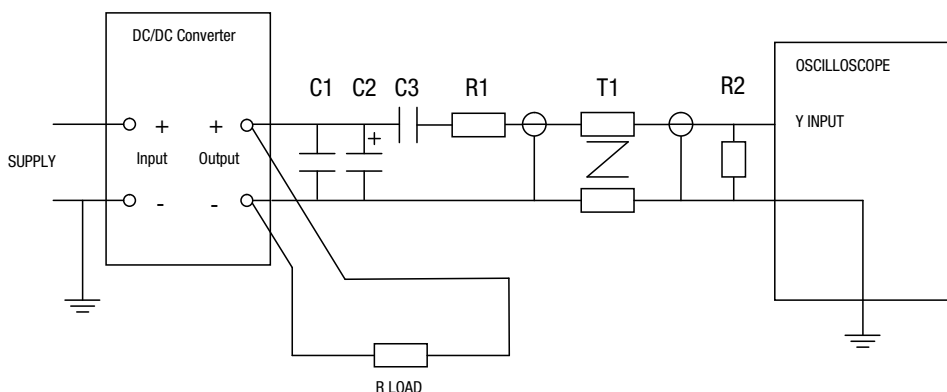 DC/DC Converter
OSCILLOSCOPE
C1 C2 C3 R1 T1 R2
+ + + + Y INPUT
SUPPLY Input Output
- -
R LOAD